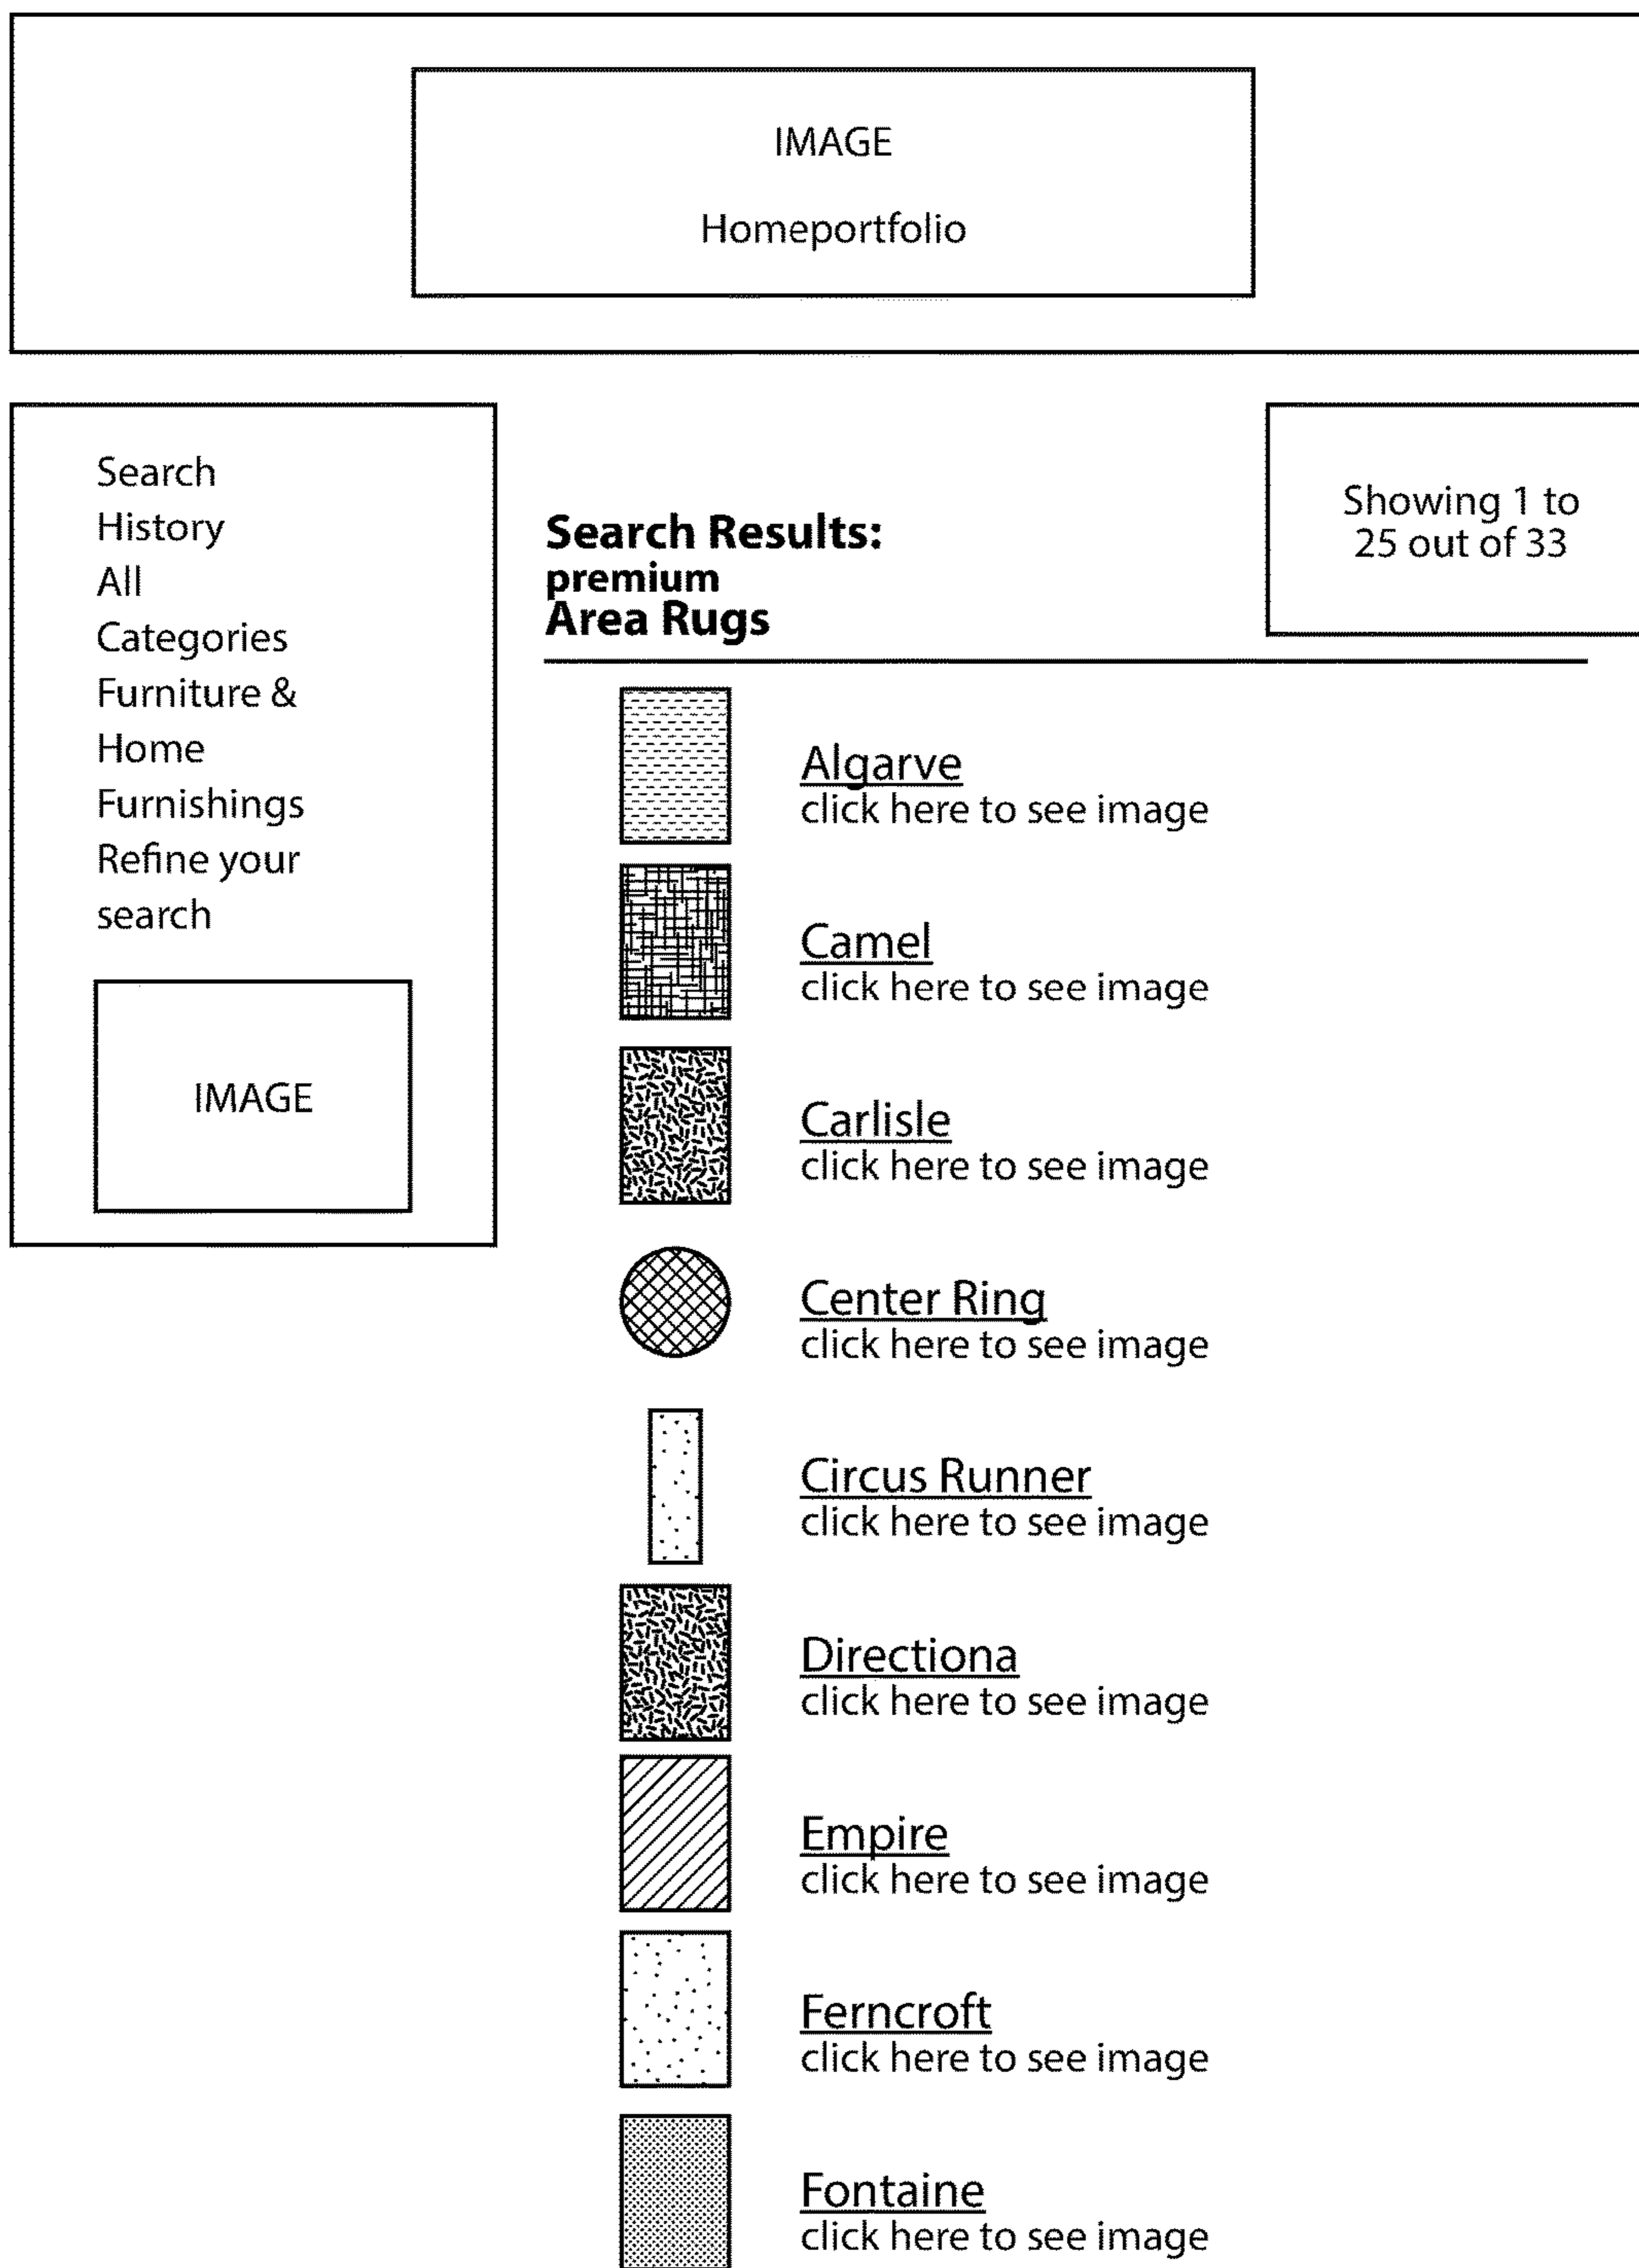 IMAGE
Homeportfolio
Search
History
All
Categories
Furniture &
Home
Furnishings
Refine your
search
IMAGE
Search Results:
premium
Area Rugs
Showing 1 to
25 out of 33
Algarve
click here to see image
Camel
click here to see image
Carlisle
click here to see image
Center Ring
click here to see image
Circus Runner
click here to see image
Directiona
click here to see image
Empire
click here to see image
Ferncroft
click here to see image
Fontaine
click here to see image